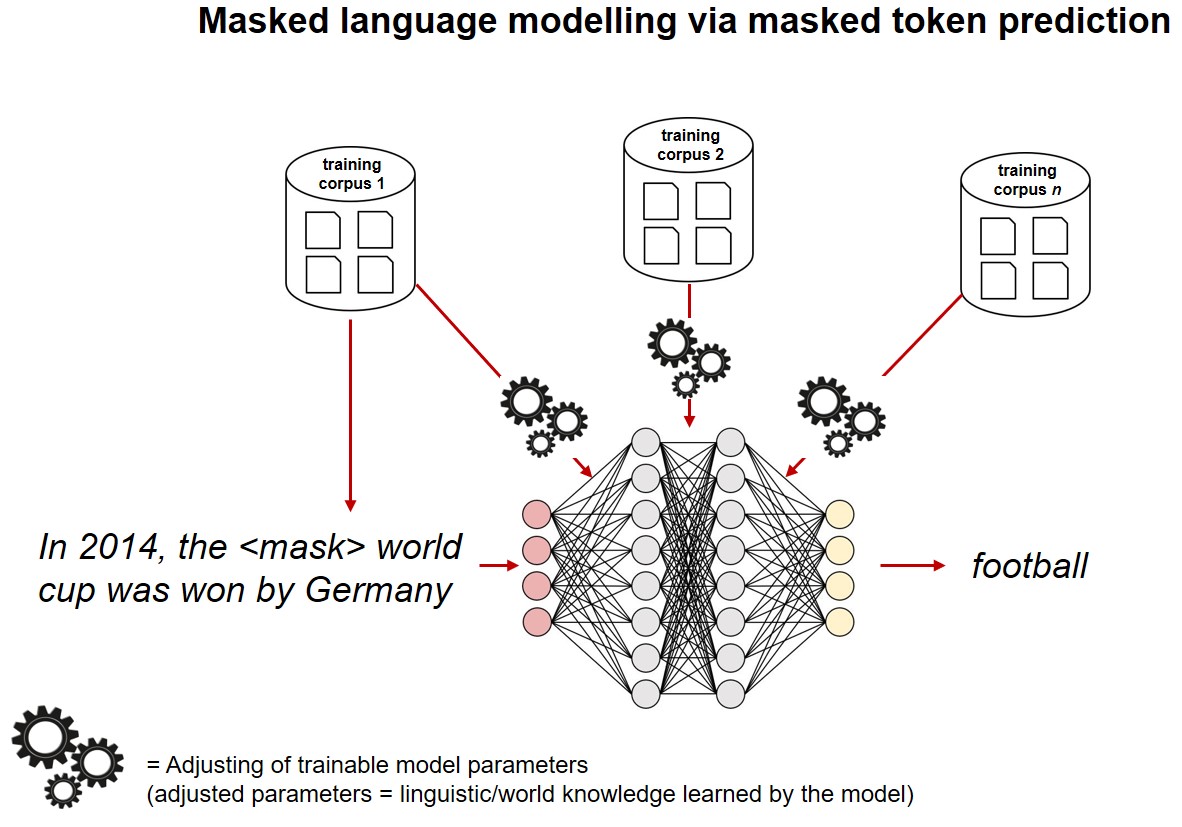 Masked language modelling via masked token prediction
training
corpus 1
training
corpus 2
training
corpus n
In 2014, the <mask> world
cup was won by Germany
football
= Adjusting of trainable model parameters
(adjusted parameters = linguistic/world knowledge learned by the model)